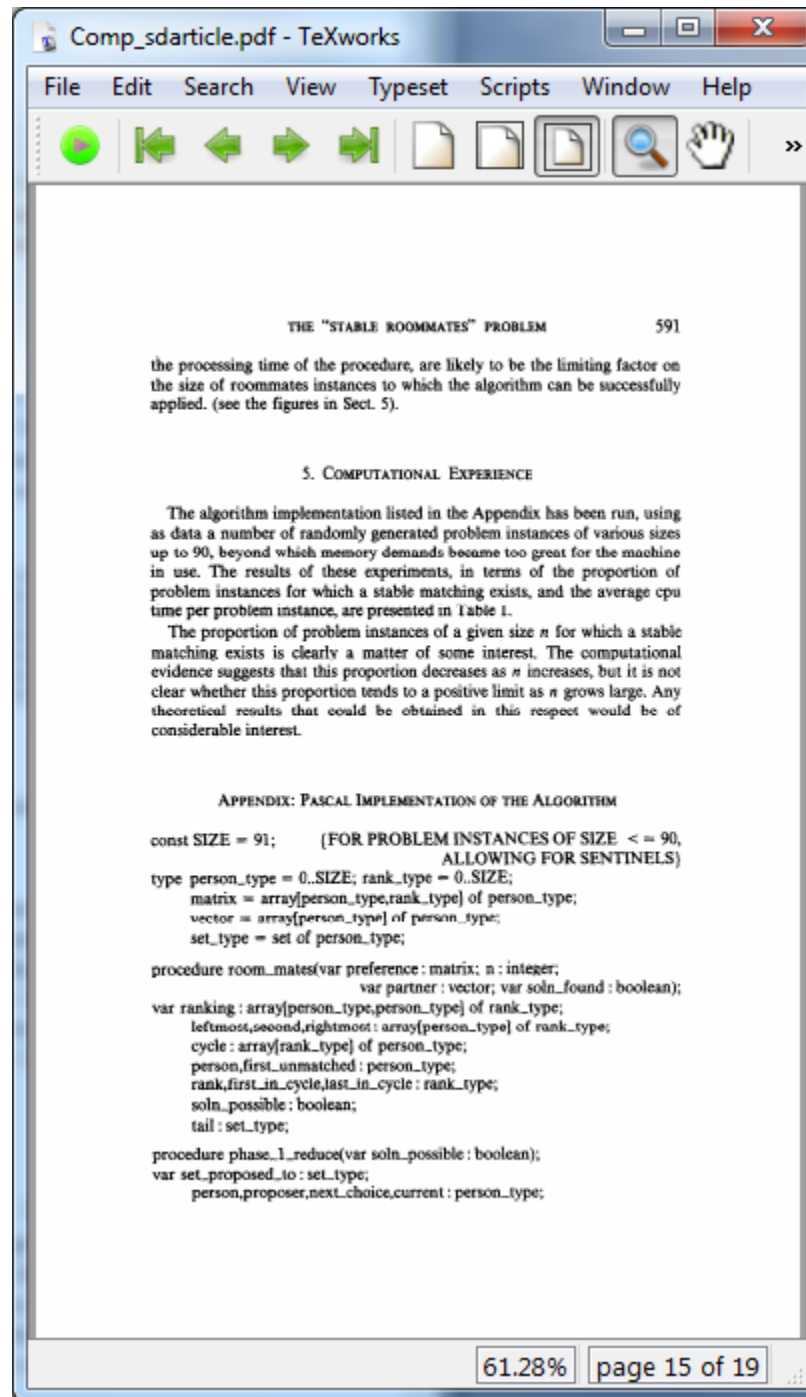 Comp_sdarticle.pdf - TeXworks
File Edit Search View Typeset Scripts Window Help
»
THE "STABLE ROOMMATES" PROBLEM 591
the processing time of the procedure, are likely to be the limiting factor on
the size of roommates instances to which the algorithm can be successfully
applied. (see the figures in Sect. 5).
5. COMPUTATIONAL EXPERIENCE
The algorithm implementation listed in the Appendix has been run, using
as data a number of randomly generated problem instances of various sizes
up to 90, beyond which memory demands became too great for the machine
in use. The results of these experiments, in terms of the proportion of
problem instances for which a stable matching exists, and the average cpu
time per problem instance, are presented in Table 1.
The proportion of problem instances of a given size n for which a stable
matching exists is clearly a matter of some interest. The computational
evidence suggests that this proportion decreases as n increases, but it is not
clear whether this proportion tends to a positive limit as n grows large. Any
theoretical results that could be obtained in this respect would be of
considerable interest.
APPENDIX: PASCAL IMPLEMENTATION OF THE ALGORITHM
const SIZE = 91; {FOR PROBLEM INSTANCES OF SIZE <= 90,
ALLOWING FOR SENTINELS}
type person_type = 0..SIZE; rank_type = 0..SIZE;
matrix = array[person_type,rank_type] of person_type;
vector = array[person_type] of person_type;
set_type = set of person_type;
procedure room_mates(var preference : matrix; n : integer;
var partner : vector; var soln_found : boolean);
var ranking : array[person_type,person_type] of rank_type;
leftmost,second,rightmost : array[person_type] of rank_type;
cycle : array[rank_type] of person_type;
person,first_unmatched : person_type;
rank,first_in_cycle,last_in_cycle : rank_type;
soln_possible : boolean;
tail : set_type;
procedure phase_1_reduce(var soln_possible : boolean);
var set_proposed_to : set_type;
person,proposer,next_choice,current : person_type;
61.28% page 15 of 19